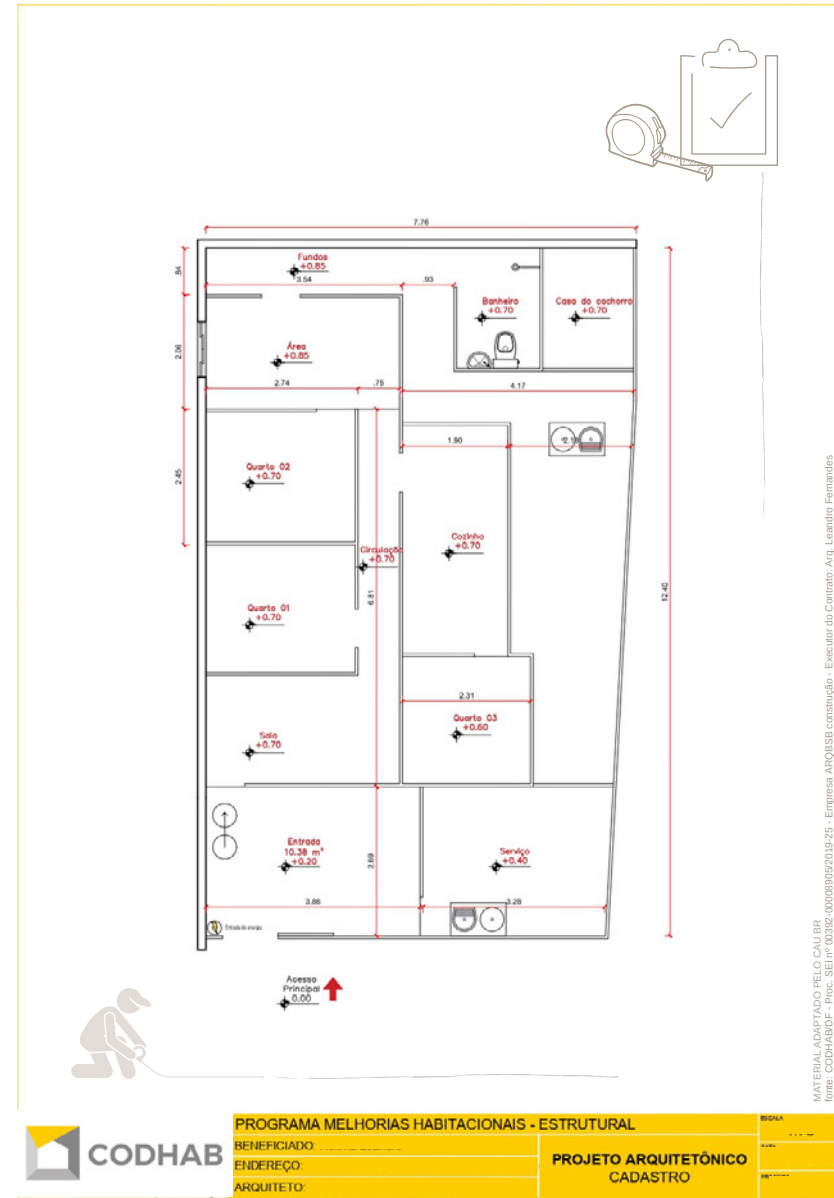 7.76
Fundos
+0.85
3.54
.93
.84
Banheiro
+0.70
Casa do cachorro
+0.70
Área
+0.85
2.06
2.74
.75
4.17
1.90
2.45
Quarto 02
+0.70
Cozinha
+0.70
Circulação
+0.70
6.81
12.40
Quarto 01
+0.70
2.31
Quarto 03
+0.60
Sala
+0.70
Entrada
10.38 m²
+0.20
2.69
Serviço
+0.40
3.86
3.28
Entrada de energia
Acesso
Principal
0.00
MATERIAL ADAPTADO PELO CAU BR
fonte: CODHAB/DF - Proc. SEI nº 00392-00008905/2019-25 - Empresa ARQBSB construção - Executor do Contrato: Arq. Leandro Fernandes
CODHAB
PROGRAMA MELHORIAS HABITACIONAIS - ESTRUTURAL
BENEFICIADO:
ENDEREÇO:
ARQUITETO:
PROJETO ARQUITETÔNICO
CADASTRO
ESCALA